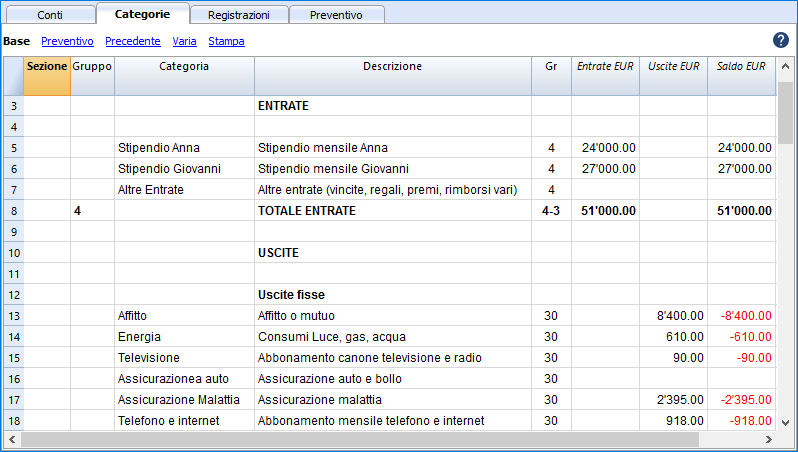 Conti Categorie Registrazioni Preventivo
Base Preventivo Precedente Varia Stampa ?
Sezione Gruppo Categoria Descrizione Gr Entrate EUR Uscite EUR Saldo EUR
3 ENTRATE
4
5 Stipendio Anna Stipendio mensile Anna 4 24'000.00 24'000.00
6 Stipendio Giovanni Stipendio mensile Giovanni 4 27'000.00 27'000.00
7 Altre Entrate Altre entrate (vincite, regali, premi, rimborsi vari) 4
8 4 TOTALE ENTRATE 4-3 51'000.00 51'000.00
9
10 USCITE
11
12 Uscite fisse
13 Affitto Affitto o mutuo 30 8'400.00 -8'400.00
14 Energia Consumi Luce, gas, acqua 30 610.00 -610.00
15 Televisione Abbonamento canone televisione e radio 30 90.00 -90.00
16 Assicurazionea auto Assicurazione auto e bollo 30
17 Assicurazione Malattia Assicurazione malattia 30 2'395.00 -2'395.00
18 Telefono e internet Abbonamento mensile telefono e internet 30 918.00 -918.00